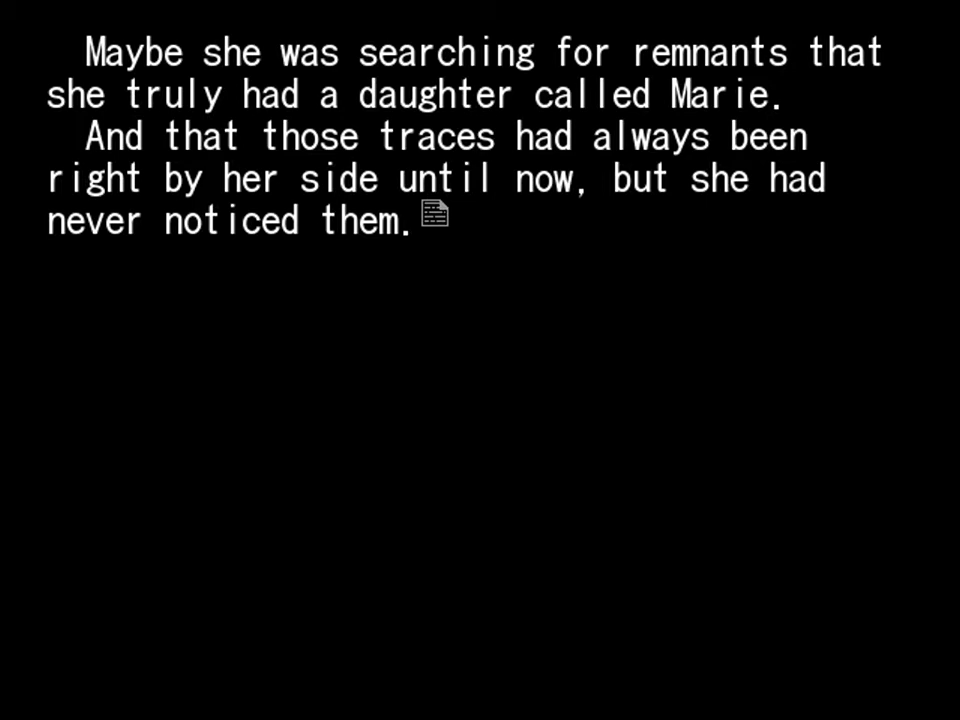 Maybe she was searching for remnants that
she truly had a daughter called Marie.
And that those traces had always been
right by her side until now, but she had
never noticed them.